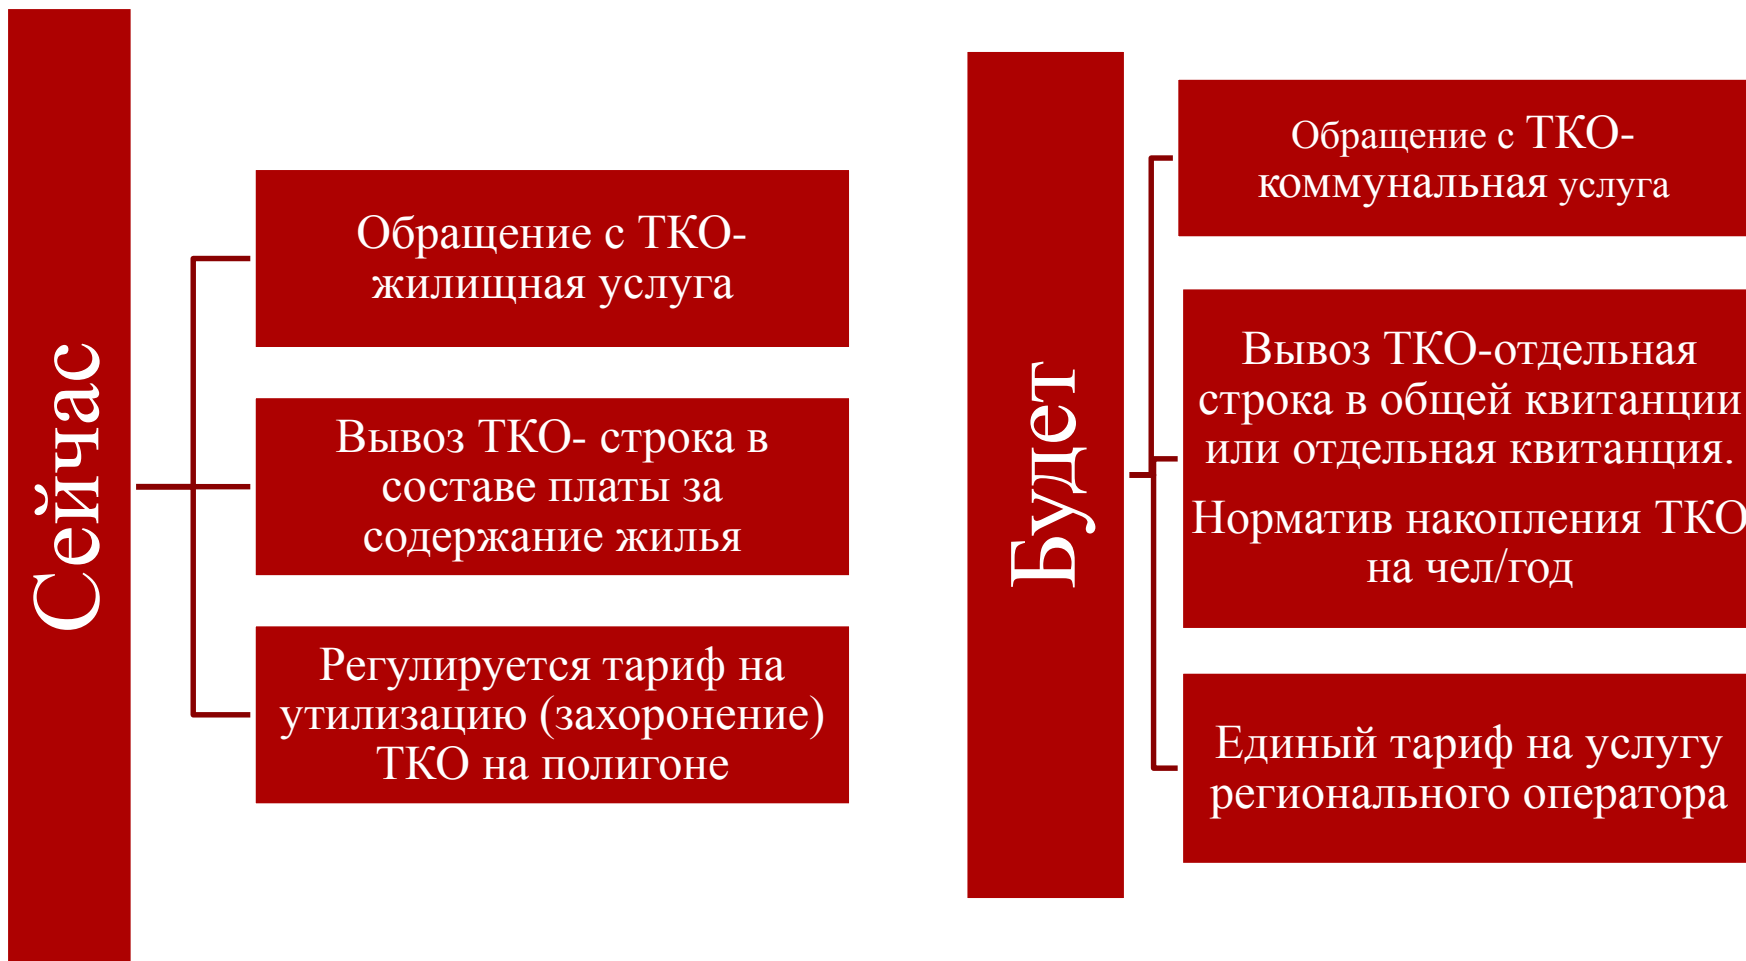 Сейчас
Обращение с ТКО-
жилищная услуга
Вывоз ТКО- строка в
составе платы за
содержание жилья
Регулируется тариф на
утилизацию (захоронение)
ТКО на полигоне
Будет
Обращение с ТКО-
коммунальная услуга
Вывоз ТКО-отдельная
строка в общей квитанции
или отдельная квитанция.
Норматив накопления ТКО
на чел/год
Единый тариф на услугу
регионального оператора